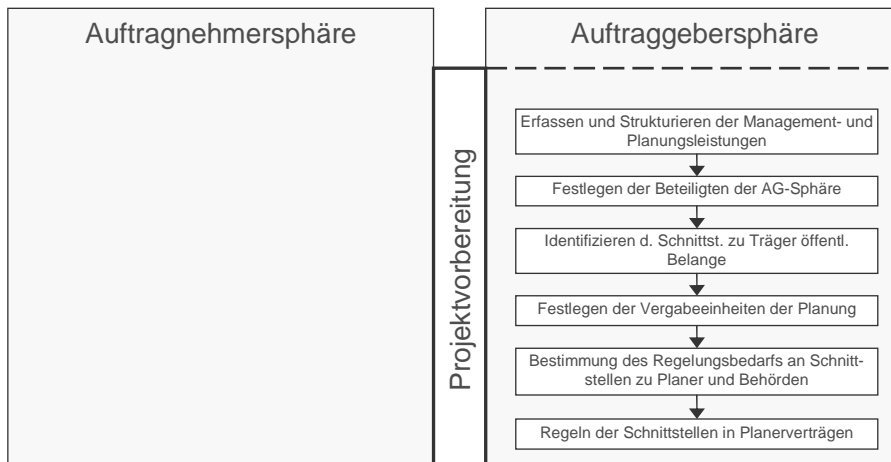 Auftragnehmersphäre
Auftraggebersphäre
Projektvorbereitung
Erfassen und Strukturieren der Management- und
Planungsleistungen
Festlegen der Beteiligten der AG-Sphäre
Identifizieren d. Schnittst. zu Träger öffentl.
Belange
Festlegen der Vergabeeinheiten der Planung
Bestimmung des Regelungsbedarfs an Schnitt-
stellen zu Planer und Behörden
Regeln der Schnittstellen in Planerverträgen